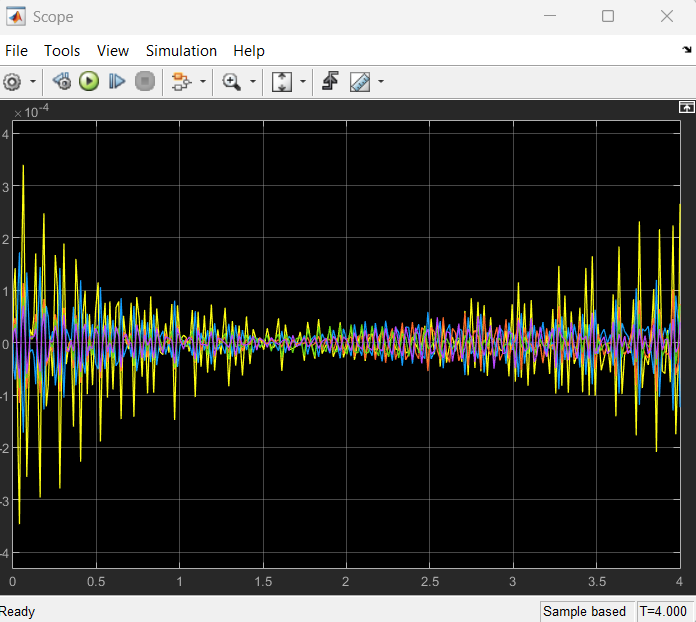 Scope
File Tools View Simulation Help
×10-4
4
3
2
1
0
-1
-2
-3
-4
0 0.5 1 1.5 2 2.5 3 3.5 4
Ready Sample based T=4.000